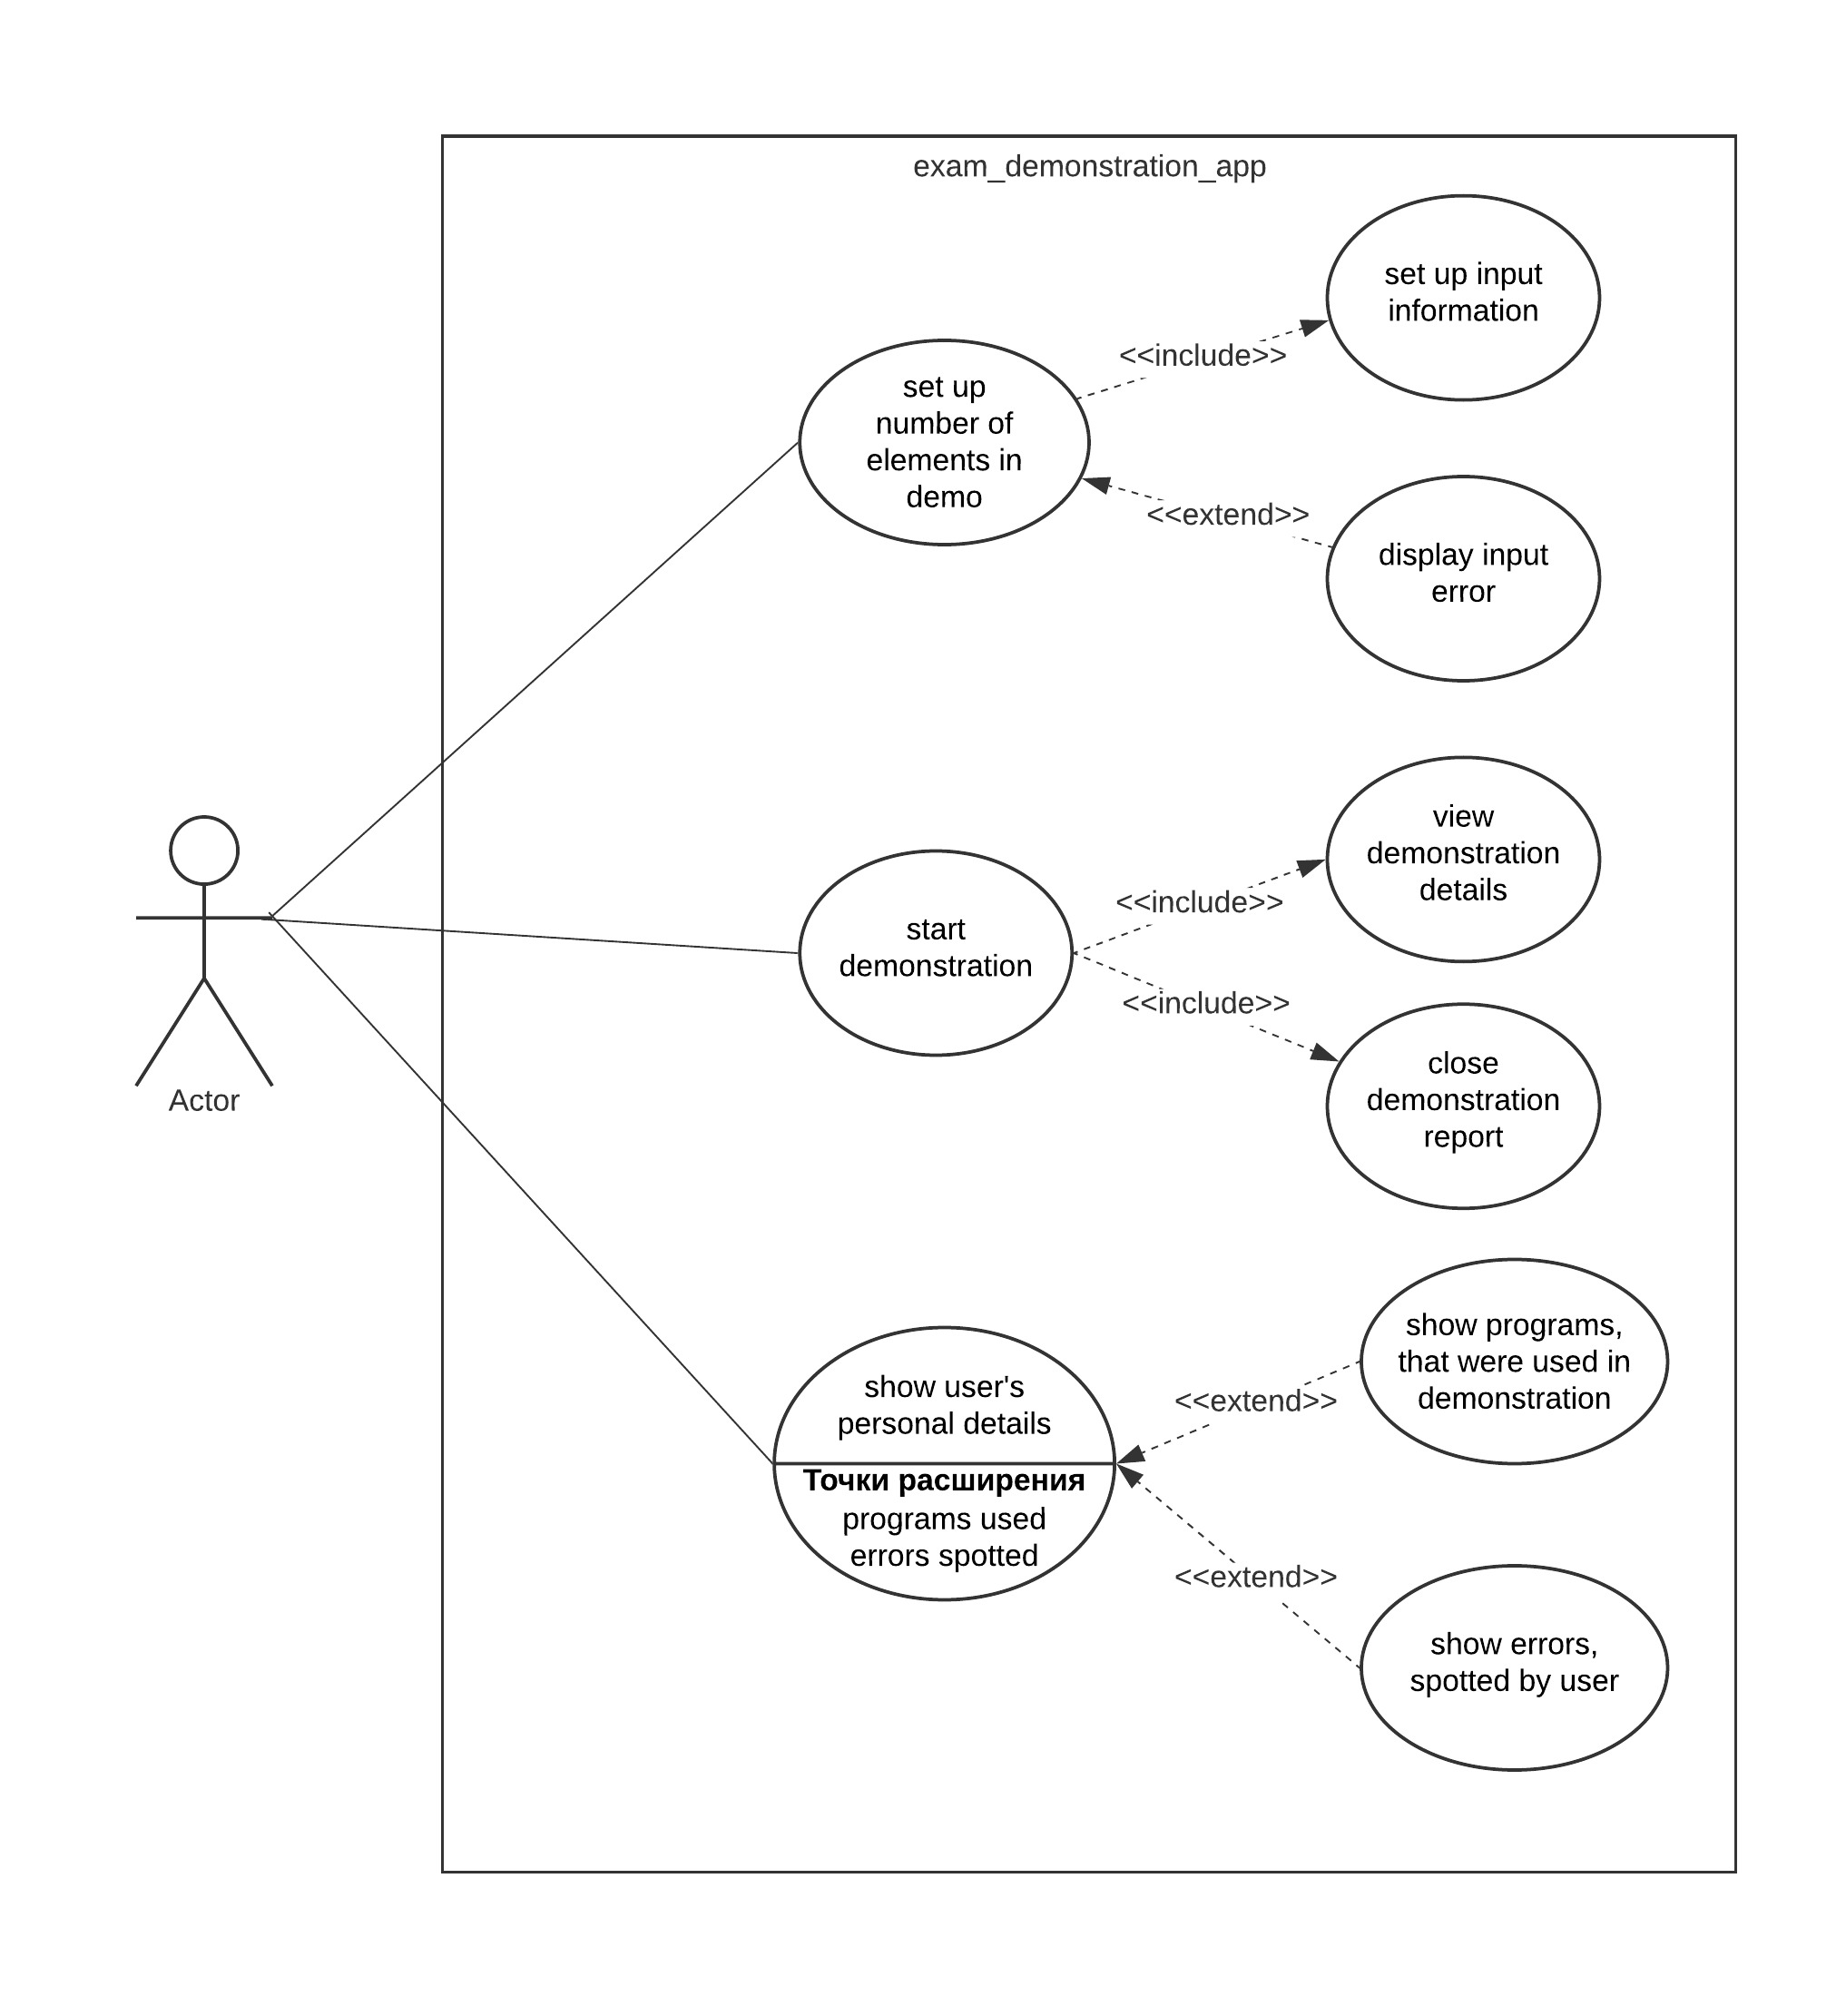 exam_demonstration_app
set up input
information
<<include>>
set up
number of
elements in
demo
<<extend>>
display input
error
view
demonstration
details
<<include>>
start
demonstration
<<include>>
close
demonstration
report
Actor
show programs,
that were used in
demonstration
<<extend>>
show user's
personal details
Точки расширения
programs used
errors spotted
<<extend>>
show errors,
spotted by user